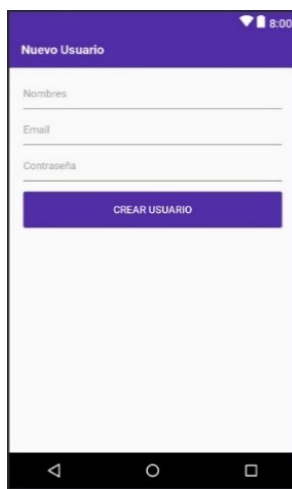 8:00
Nuevo Usuario
Nombres
Email
Contraseña
CREAR USUARIO